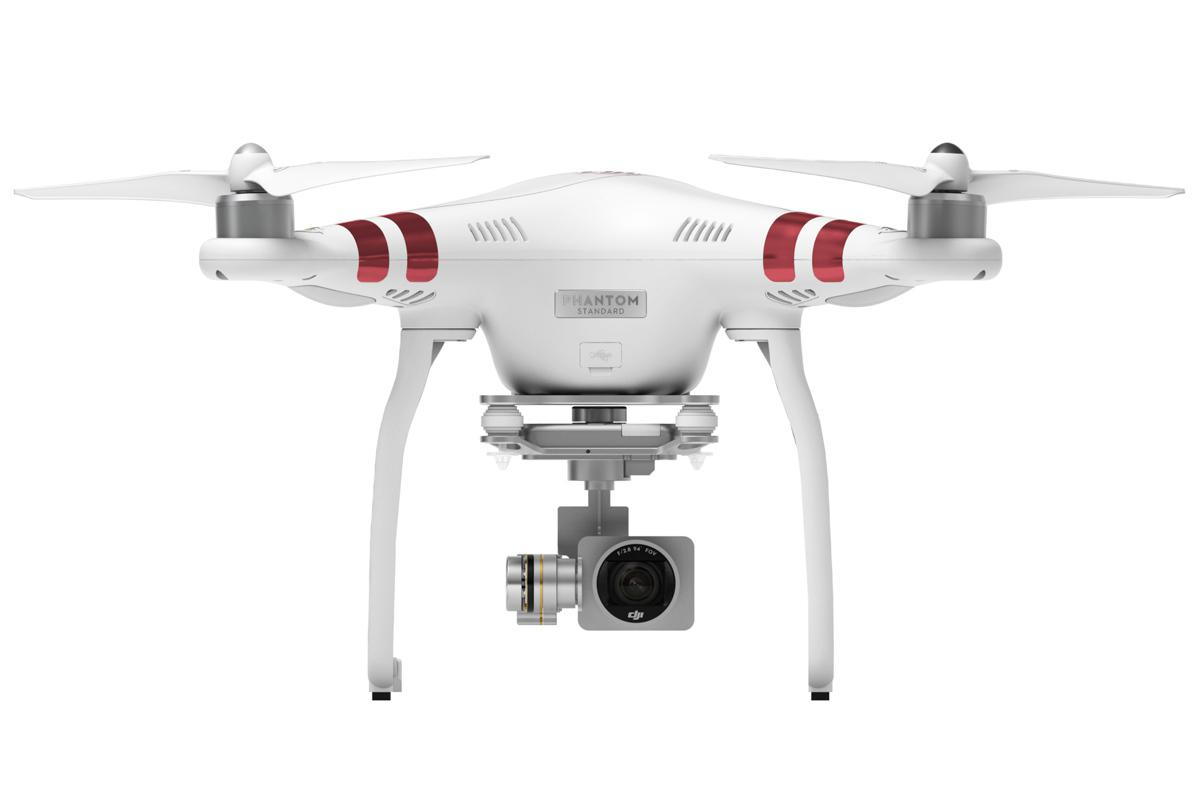 PHANTOM
STANDARD
F/2.8 94° FOV
dji